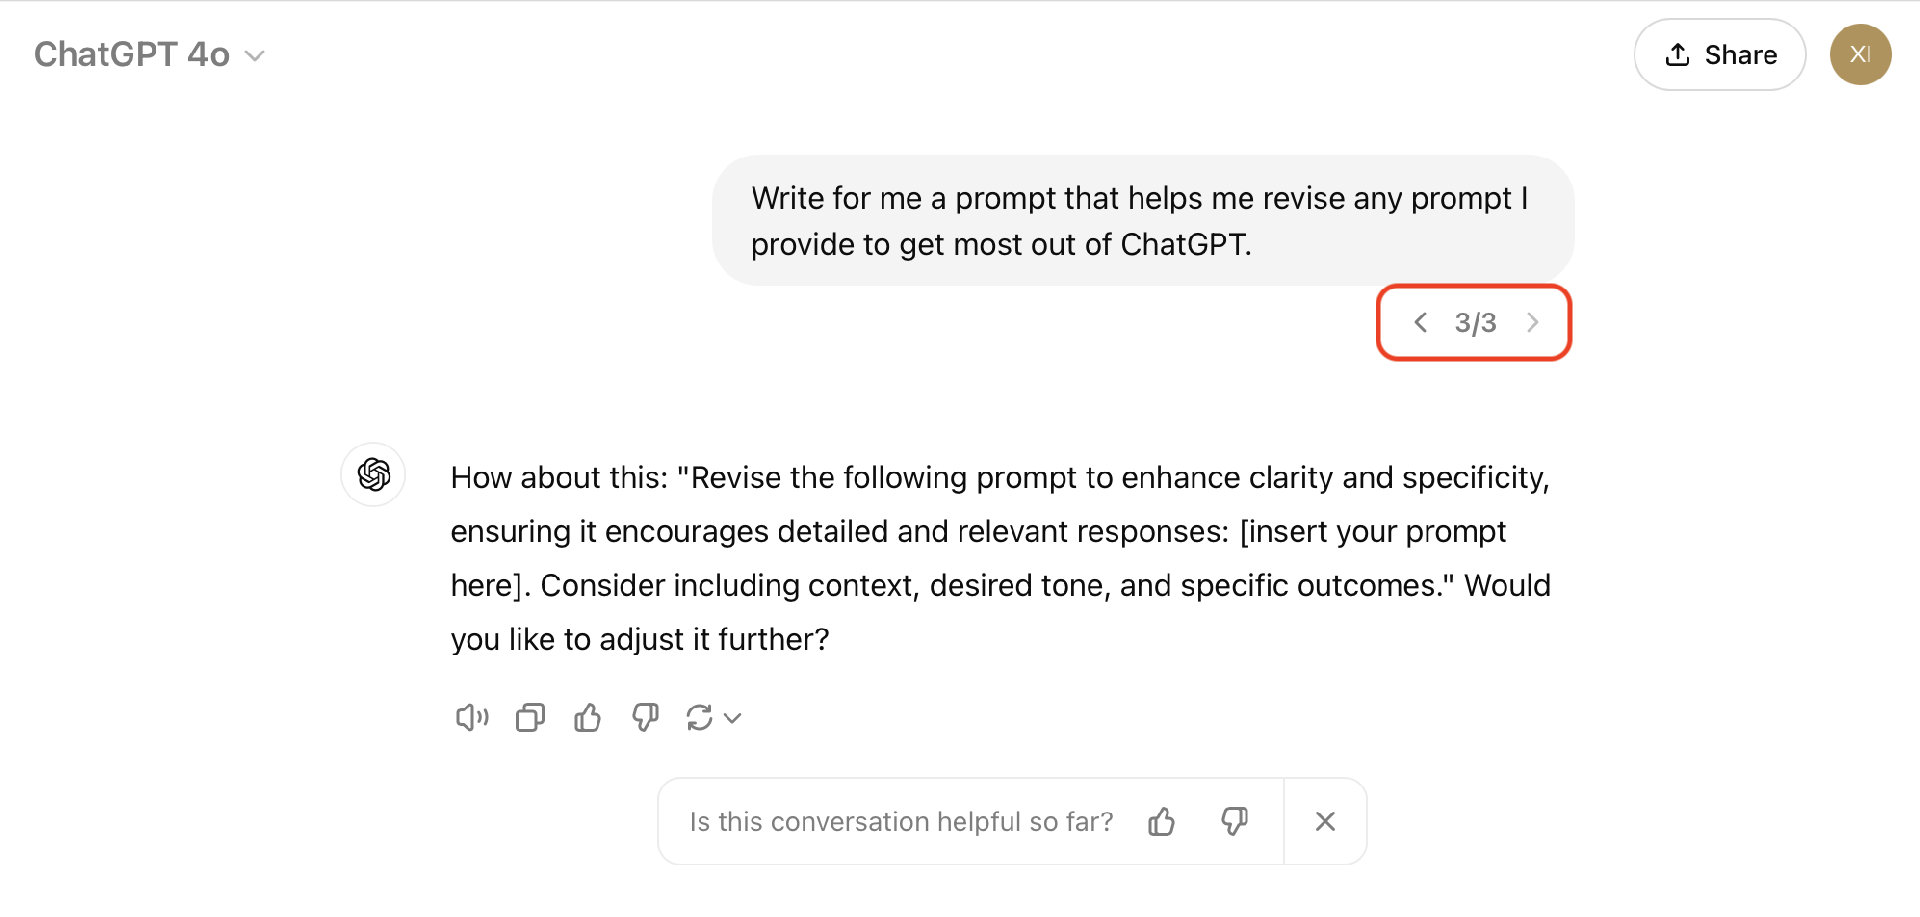 ChatGPT 4o
Share
XI
Write for me a prompt that helps me revise any prompt I
provide to get most out of ChatGPT.
3/3
How about this: "Revise the following prompt to enhance clarity and specificity,
ensuring it encourages detailed and relevant responses: [insert your prompt
here]. Consider including context, desired tone, and specific outcomes." Would
you like to adjust it further?
Is this conversation helpful so far?